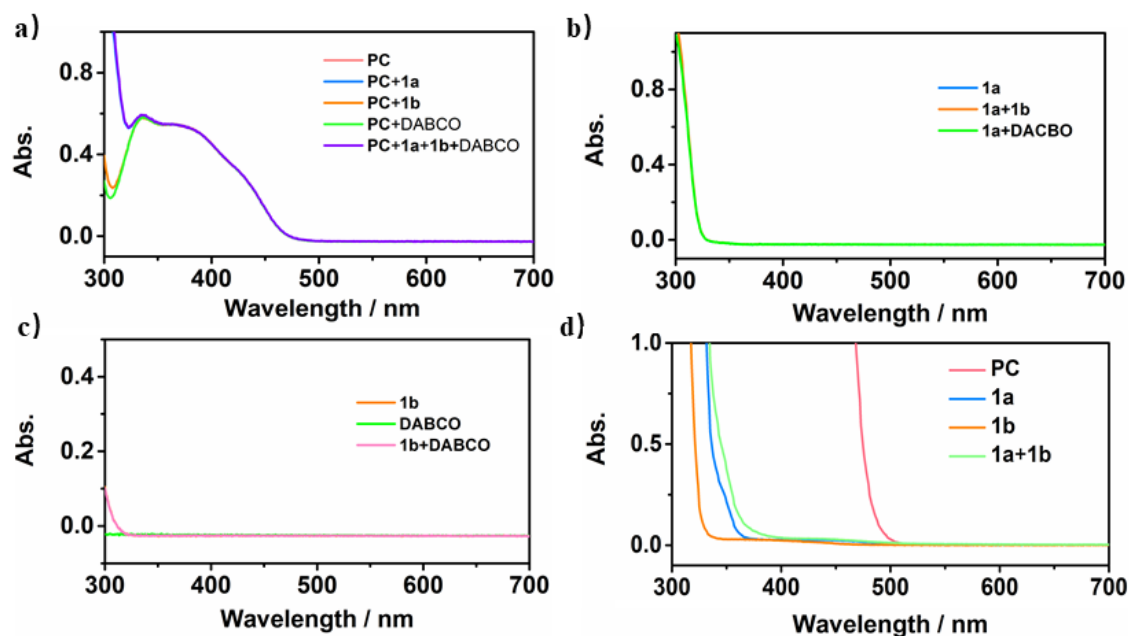 a)
0.8
0.4
0.0
Abs.
PC
PC+1a
PC+1b
PC+DABCO
PC+1a+1b+DABCO
300 400 500 600 700
Wavelength / nm
b)
0.8
0.4
0.0
Abs.
1a
1a+1b
1a+DACBO
300 400 500 600 700
Wavelength / nm
c)
0.4
0.2
0.0
Abs.
1b
DABCO
1b+DABCO
300 400 500 600 700
Wavelength / nm
d)
1.0
0.5
0.0
Abs.
PC
1a
1b
1a+1b
300 400 500 600 700
Wavelength / nm